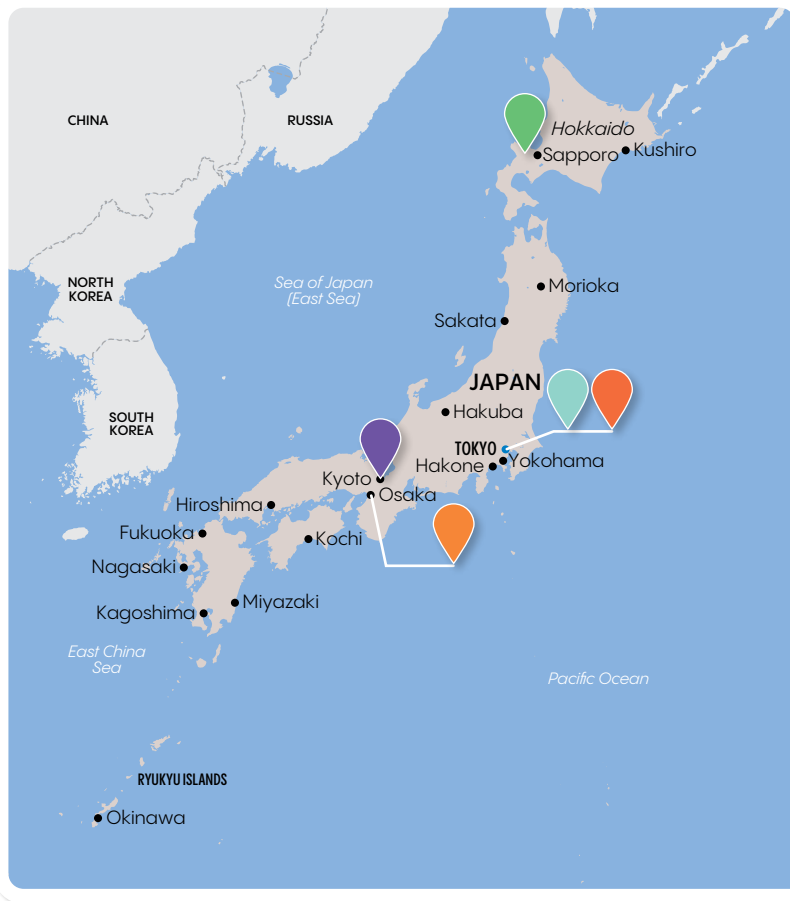 CHINA
RUSSIA
Hokkaido
Sapporo
Kushiro
NORTH
KOREA
Sea of Japan
[East Sea]
Morioka
Sakata
JAPAN
SOUTH
KOREA
Hakuba
TOKYO
Yokohama
Hakone
Kyoto
Osaka
Hiroshima
Fukuoka
Kochi
Nagasaki
Miyazaki
Kagoshima
East China
Sea
Pacific Ocean
RYUKYU ISLANDS
Okinawa